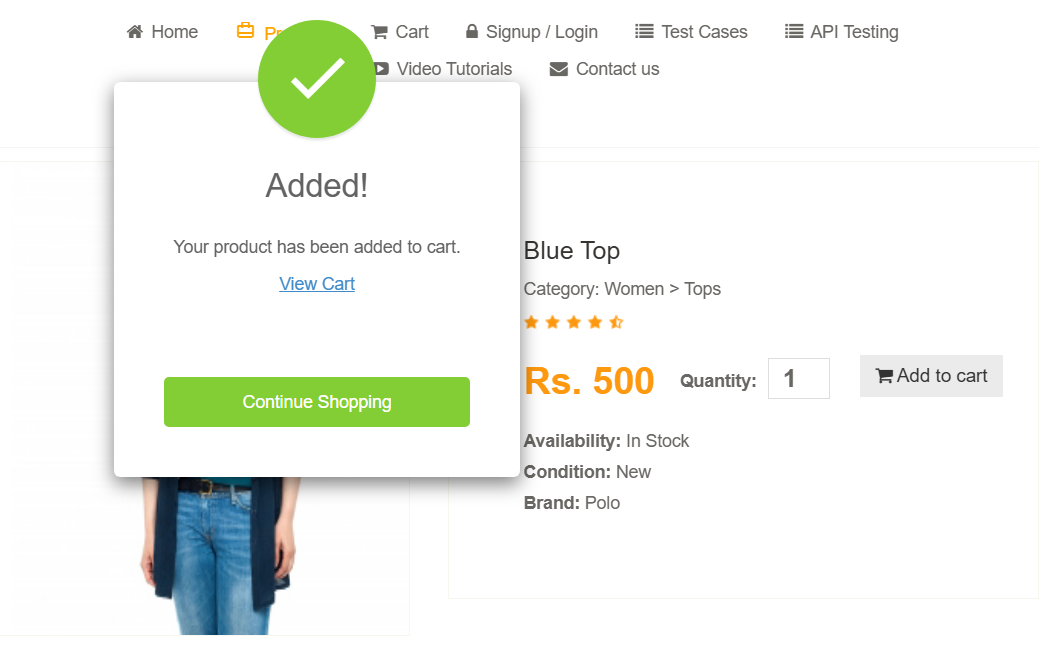 Home
Cart
Signup / Login
Test Cases
API Testing
Video Tutorials
Contact us
Added!
Your product has been added to cart.
View Cart
Continue Shopping
Blue Top
Category: Women > Tops
Rs. 500 Quantity: 1 Add to cart
Availability: In Stock
Condition: New
Brand: Polo